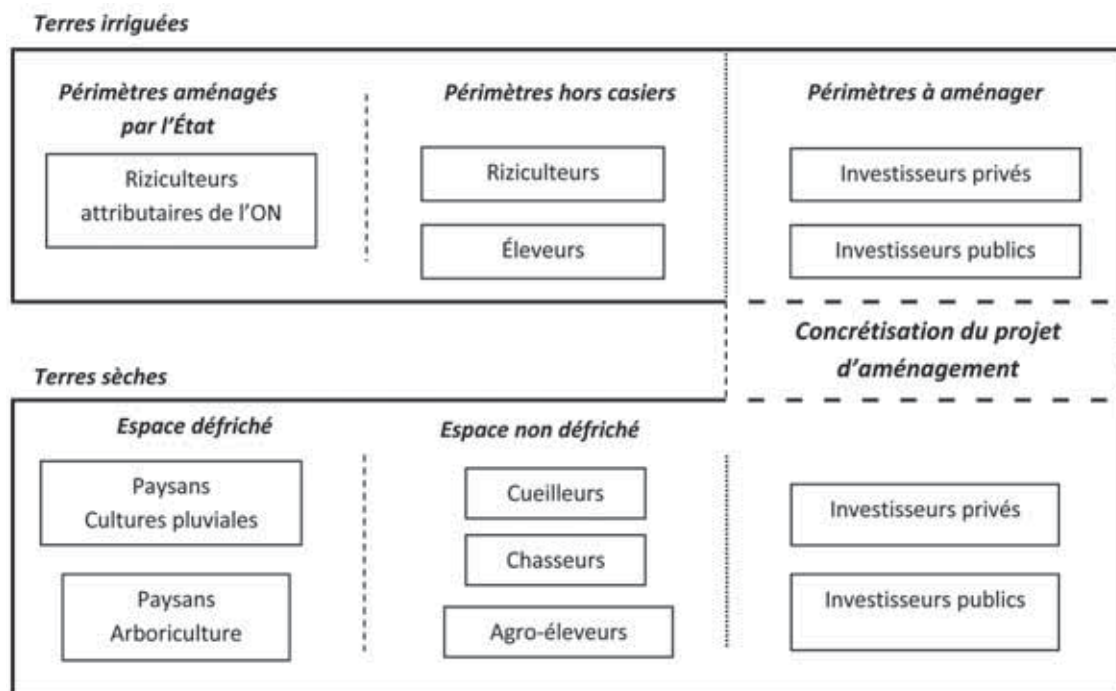 Terres irriguées
Périmètres aménagés
par l'État
Riziculteurs
attributaires de l'ON
Périmètres hors casiers
Riziculteurs
Éleveurs
Périmètres à aménager
Investisseurs privés
Investisseurs publics
Concrétisation du projet
d'aménagement
Terres sèches
Espace défriché
Paysans
Cultures pluviales
Paysans
Arboriculture
Espace non défriché
Cueilleurs
Chasseurs
Agro-éleveurs
Investisseurs privés
Investisseurs publics